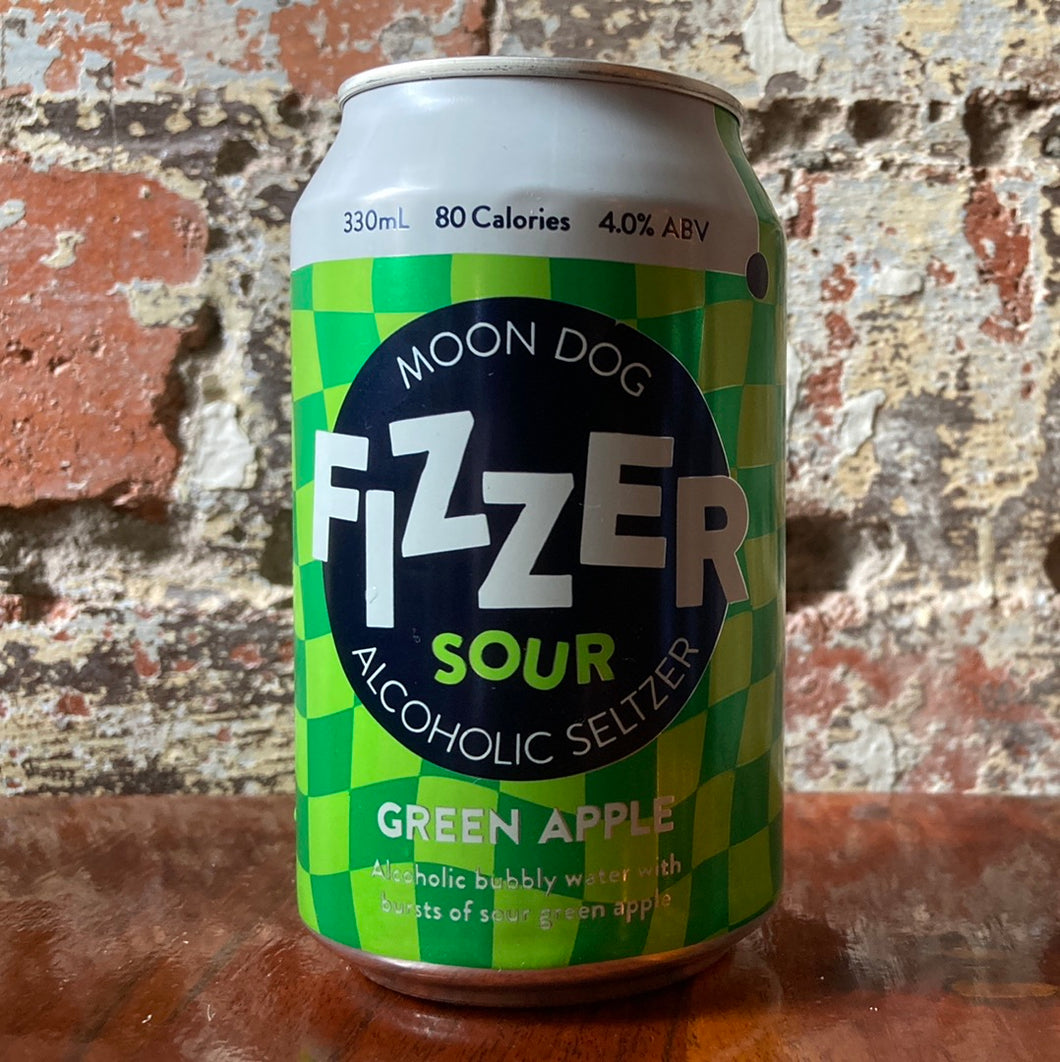 330mL 80 Calories 4.0% ABV
MOON DOG
FIZZER
SOUR
ALCOHOLIC SELTZER
GREEN APPLE
Alcoholic bubbly water with
bursts of sour green apple